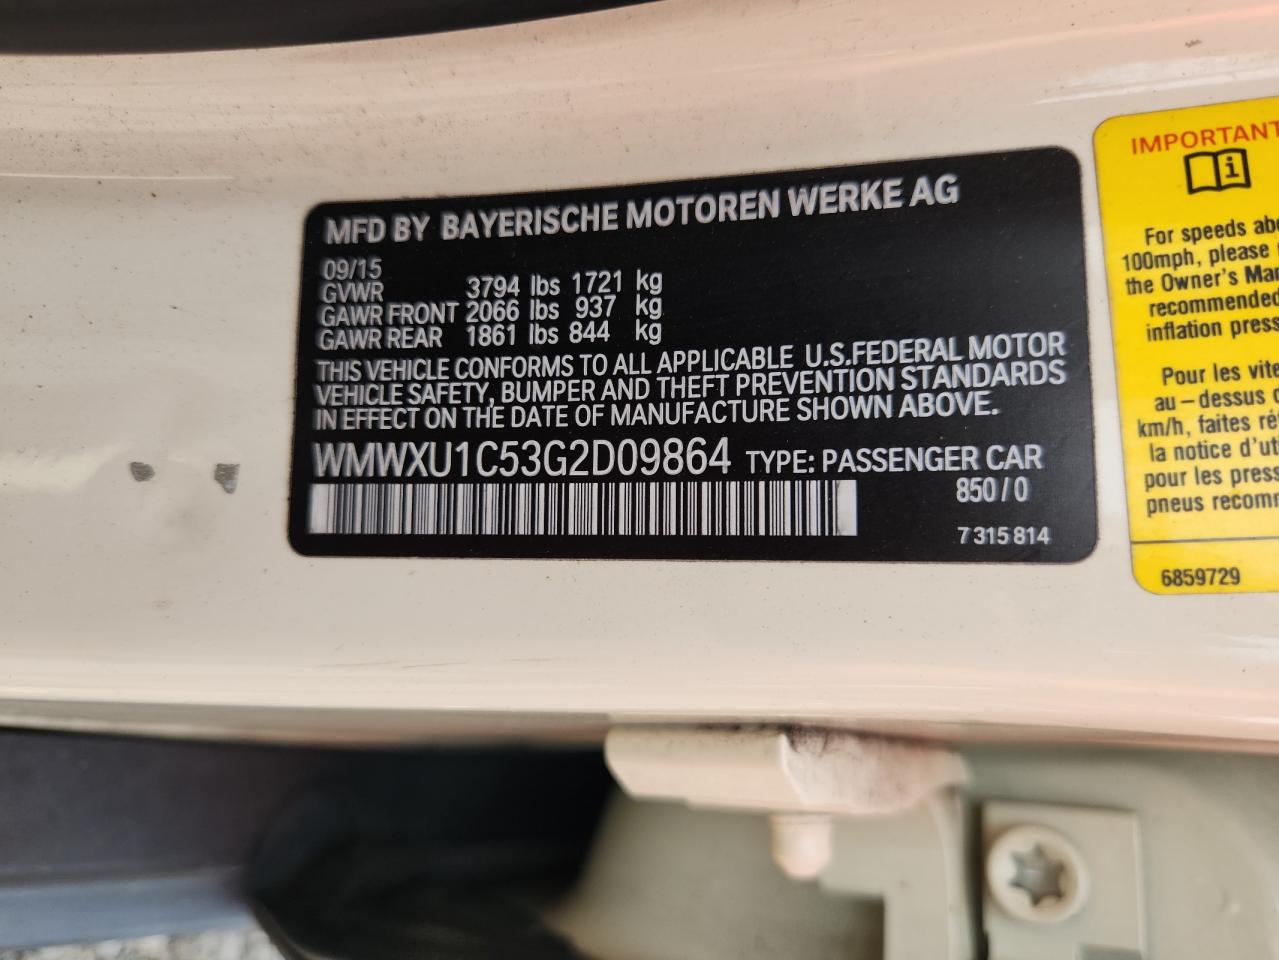 MFD BY BAYERISCHE MOTOREN WERKE AG
09/15
GVWR 3794 lbs 1721 kg
GAWR FRONT 2066 lbs 937 kg
GAWR REAR 1861 lbs 844 kg
THIS VEHICLE CONFORMS TO ALL APPLICABLE U.S.FEDERAL MOTOR
VEHICLE SAFETY, BUMPER AND THEFT PREVENTION STANDARDS
IN EFFECT ON THE DATE OF MANUFACTURE SHOWN ABOVE.
WMWXU1C53G2D09864 TYPE: PASSENGER CAR
850/0
7 315 814
IMPORTANT
i
For speeds
100mph, please
the Owner's
recommended
inflation
Pour les
au-dessus
km/h, faites
la notice
pour les
pneus
6859729